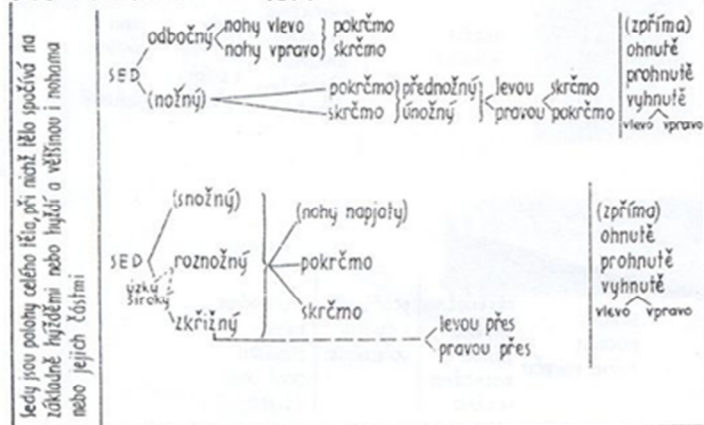 Sedy jsou polohy celého těla, při nichž tělo spočívá na
základně hýžděmi nebo hýždí a většinou i nohama
nebo jejich částmi
SED
odbočný
nohy vlevo
nohy vpravo
pokrčmo
skrčmo
(nožný)
pokrčmo
skrčmo
přednožný
únožný
levou
pravou
skrčmo
pokrčmo
(zpříma)
ohnutě
prohnutě
vyhnutě
vlevo vpravo
SED
(snožný)
roznožný
úzký
široký
zkřižný
(nohy napjaty)
pokrčmo
skrčmo
levou přes
pravou přes
(zpříma)
ohnutě
prohnutě
vyhnutě
vlevo vpravo